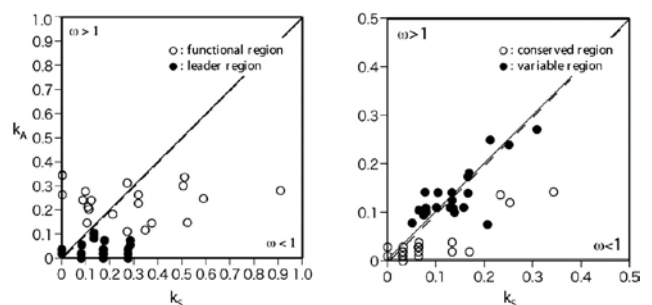 1.0
0.9
0.8
0.7
0.6
0.5
0.4
0.3
0.2
0.1
0
kA
ω > 1
○ : functional region
● : leader region
ω < 1
0 0.1 0.2 0.3 0.4 0.5 0.6 0.7 0.8 0.9 1.0
kS
0.5
0.4
0.3
0.2
0.1
0
ω>1
○ : conserved region
● : variable region
ω<1
0 0.1 0.2 0.3 0.4 0.5
kS